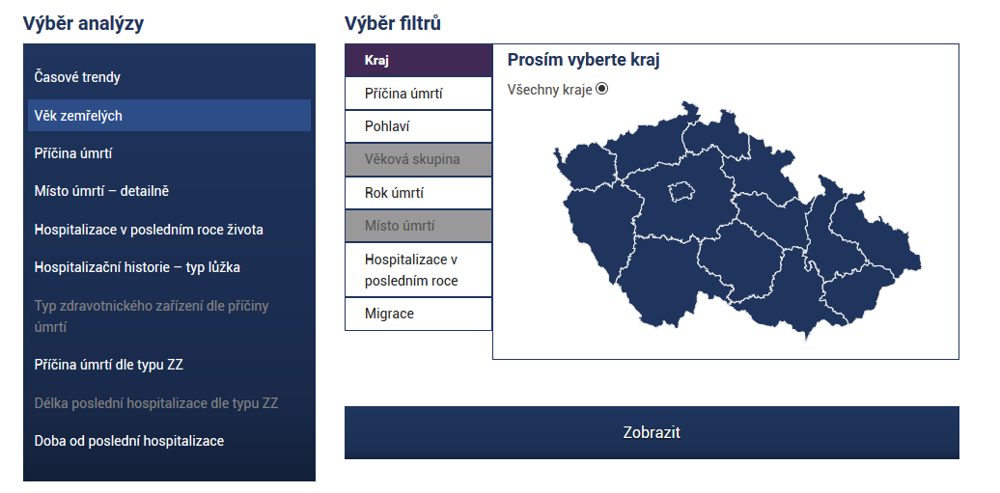 Výběr analýzy
Časové trendy
Věk zemřelých
Příčina úmrtí
Místo úmrtí – detailně
Hospitalizace v posledním roce života
Hospitalizační historie – typ lůžka
Typ zdravotnického zařízení dle příčiny
úmrtí
Příčina úmrtí dle typu ZZ
Délka poslední hospitalizace dle typu ZZ
Doba od poslední hospitalizace
Výběr filtrů
Kraj
Příčina úmrtí
Pohlaví
Věková skupina
Rok úmrtí
Místo úmrtí
Hospitalizace v
posledním roce
Migrace
Prosím vyberte kraj
Všechny kraje
Zobrazit